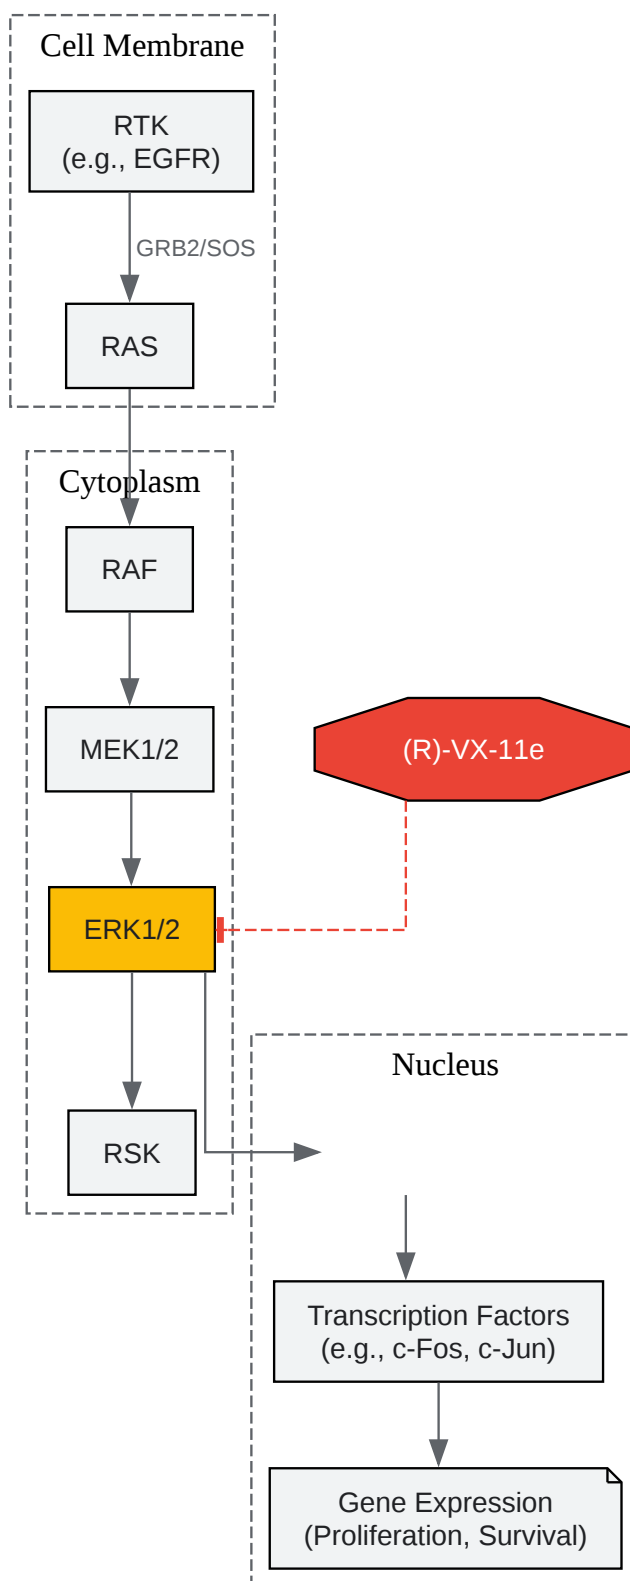 Cell Membrane
RTK
(e.g., EGFR)
GRB2/SOS
RAS
Cytoplasm
RAF
MEK1/2
(R)-VX-11e
ERK1/2
Nucleus
RSK
Transcription Factors
(e.g., c-Fos, c-Jun)
Gene Expression
(Proliferation, Survival)